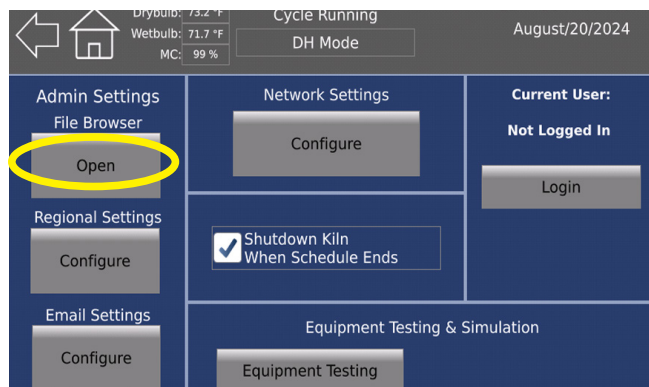 Drybulb: 73.2 °F
Wetbulb: 71.7 °F
MC: 99 %
Cycle Running
DH Mode
August/20/2024
Admin Settings
File Browser
Open
Regional Settings
Configure
Email Settings
Configure
Network Settings
Configure
Shutdown Kiln
When Schedule Ends
Equipment Testing & Simulation
Equipment Testing
Current User:
Not Logged In
Login